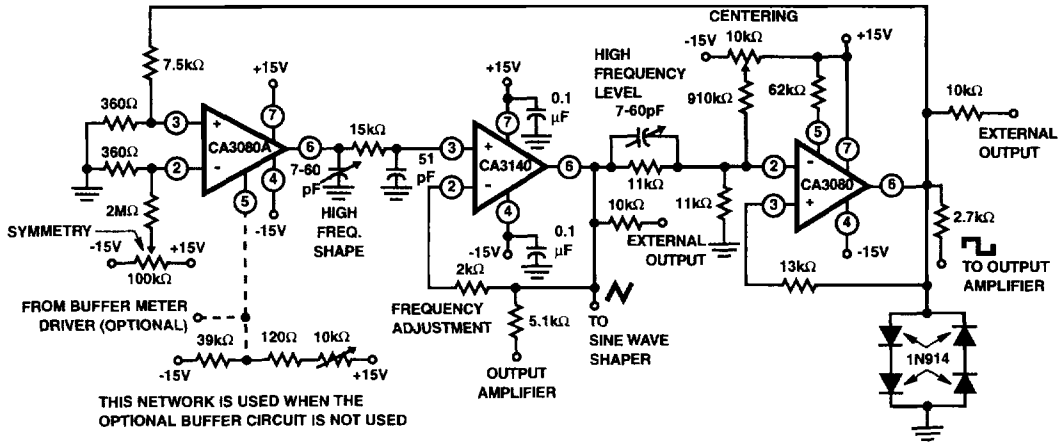 CENTERING
-15V
10kΩ
+15V
7.5kΩ
+15V
+15V
0.1
μF
HIGH
FREQUENCY
LEVEL
7-60pF
910kΩ
62kΩ
10kΩ
EXTERNAL
OUTPUT
360Ω
3
+
7
CA3080A
6
15kΩ
3
+
7
CA3140
6
5
7
2
-
CA3080
6
360Ω
2
-
4
5
7-60
pF
51
pF
2
-
4
11kΩ
11kΩ
3
+
4
2MΩ
-15V
HIGH
FREQ.
SHAPE
-15V
0.1
μF
10kΩ
EXTERNAL
OUTPUT
-15V
2.7kΩ
TO OUTPUT
AMPLIFIER
SYMMETRY
-15V
+15V
100kΩ
2kΩ
FREQUENCY
ADJUSTMENT
5.1kΩ
OUTPUT
AMPLIFIER
TO
SINE WAVE
SHAPER
13kΩ
1N914
FROM BUFFER METER
DRIVER (OPTIONAL)
39kΩ
120Ω
10kΩ
-15V
+15V
THIS NETWORK IS USED WHEN THE
OPTIONAL BUFFER CIRCUIT IS NOT USED